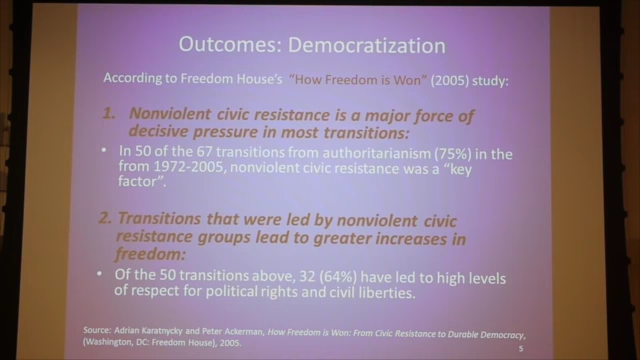 Outcomes: Democratization
According to Freedom House's "How Freedom is Won" (2005) study:
1. Nonviolent civic resistance is a major force of
decisive pressure in most transitions:
• In 50 of the 67 transitions from authoritarianism (75%) in the
from 1972-2005, nonviolent civic resistance was a "key
factor".
2. Transitions that were led by nonviolent civic
resistance groups lead to greater increases in
freedom:
• Of the 50 transitions above, 32 (64%) have led to high levels
of respect for political rights and civil liberties.
Source: Adrian Karatnycky and Peter Ackerman, How Freedom is Won: From Civic Resistance to Durable Democracy,
(Washington, DC: Freedom House), 2005.
5